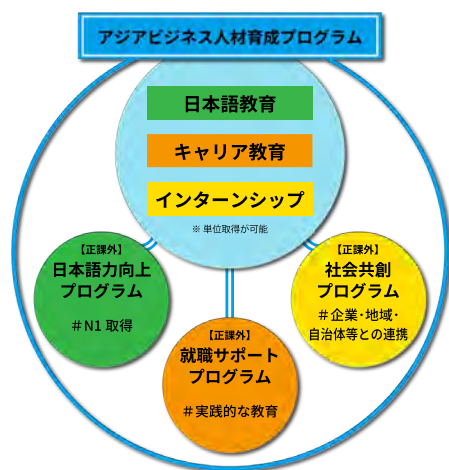 アジアビジネス人材育成プログラム
日本語教育
キャリア教育
インターンシップ
※ 単位取得が可能
【正課外】
日本語力向上
プログラム
＃N1 取得
【正課外】
就職サポート
プログラム
＃実践的な教育
【正課外】
社会共創
プログラム
＃企業・地域・
自治体等との連携